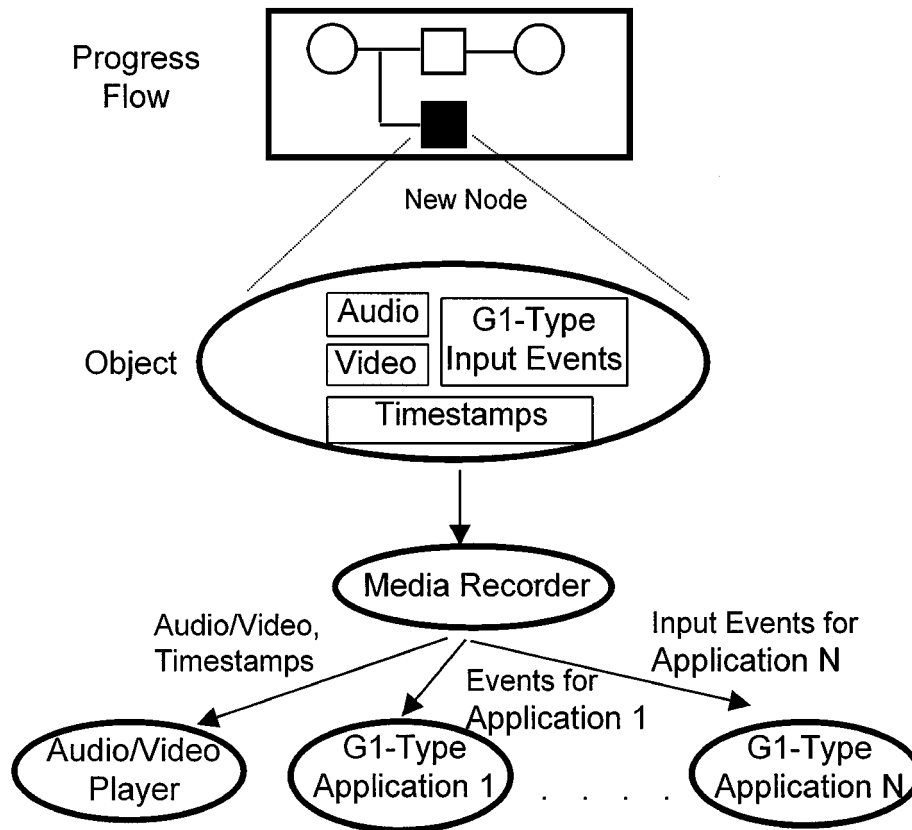 Progress
Flow
New Node
Object
Audio
Video
G1-Type
Input Events
Timestamps
Media Recorder
Audio/Video,
Timestamps
Events for
Application 1
Input Events for
Application N
Audio/Video
Player
G1-Type
Application 1
. . . .
G1-Type
Application N